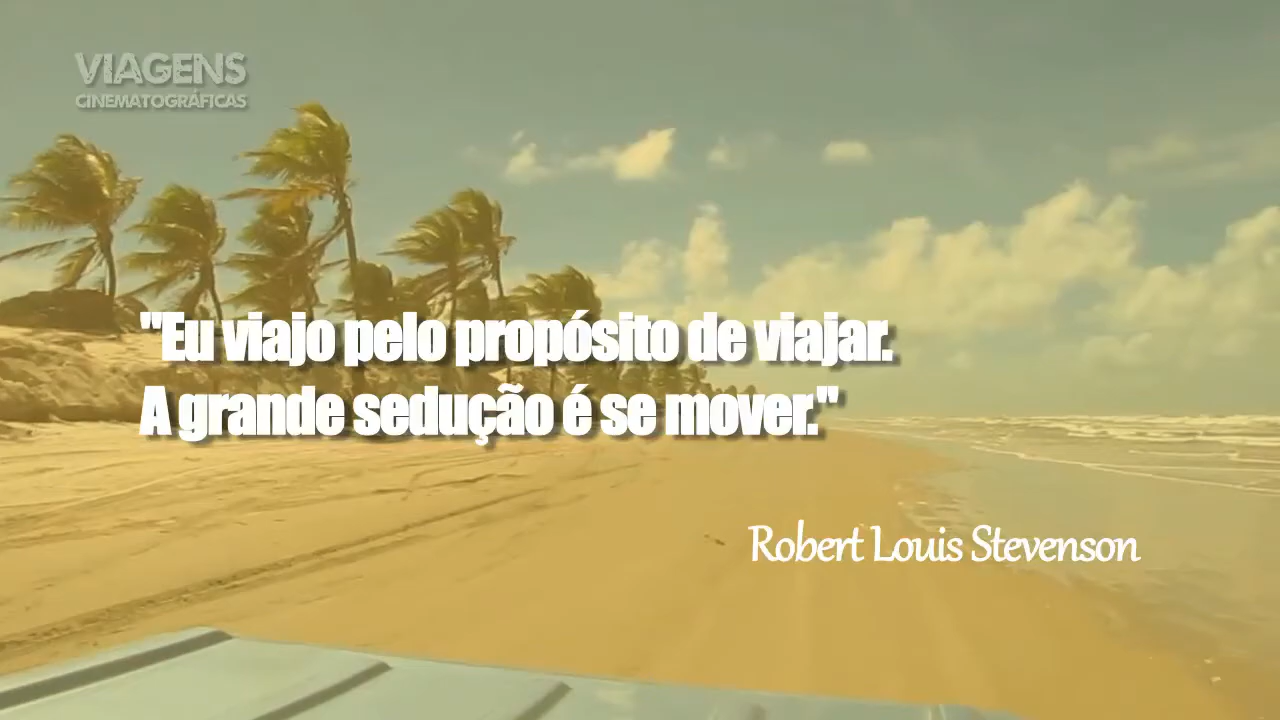 VIAGENS
CINEMATOGRÁFICAS
"Eu viajo pelo propósito de viajar.
A grande sedução é se mover."
Robert Louis Stevenson